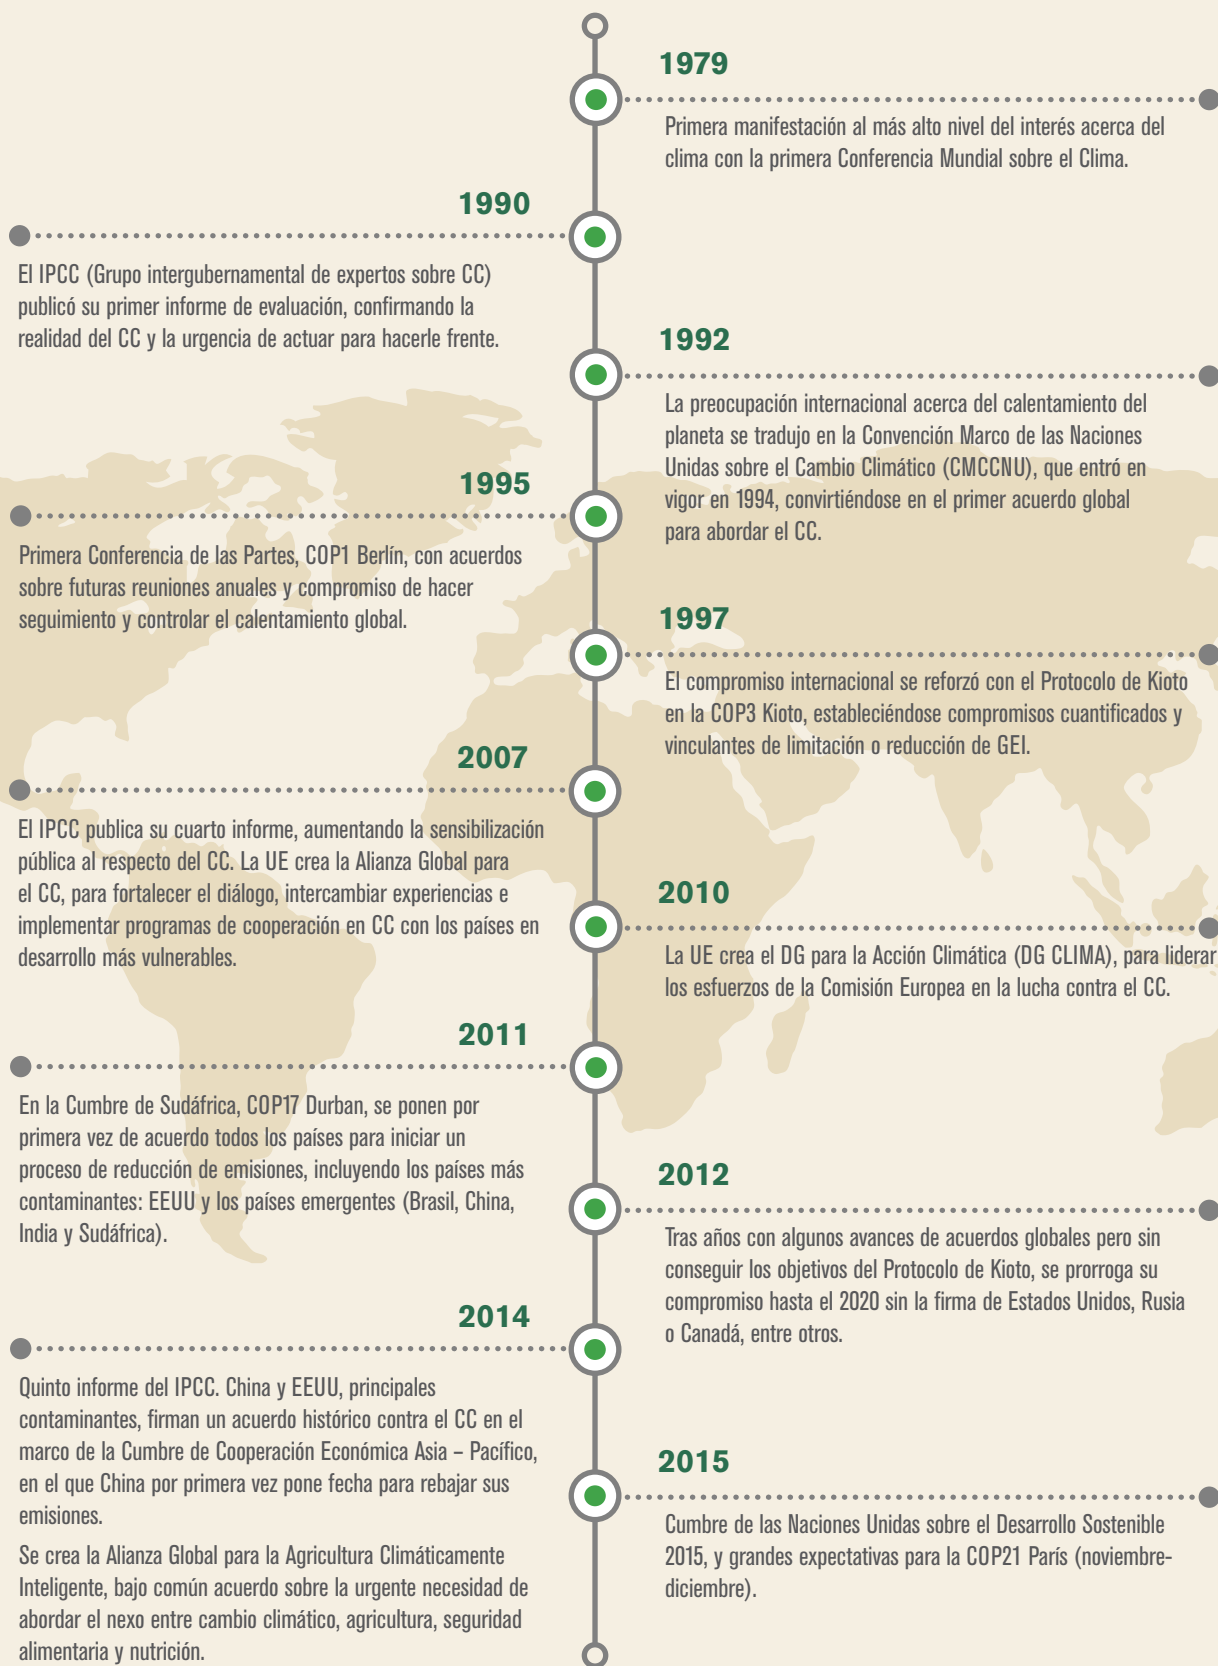 1979
Primera manifestación al más alto nivel del interés acerca del
clima con la primera Conferencia Mundial sobre el Clima.
1990
El IPCC (Grupo intergubernamental de expertos sobre CC)
publicó su primer informe de evaluación, confirmando la
realidad del CC y la urgencia de actuar para hacerle frente.
1992
La preocupación internacional acerca del calentamiento del
planeta se tradujo en la Convención Marco de las Naciones
Unidas sobre el Cambio Climático (CMCCNU), que entró en
vigor en 1994, convirtiéndose en el primer acuerdo global
para abordar el CC.
1995
Primera Conferencia de las Partes, COP1 Berlín, con acuerdos
sobre futuras reuniones anuales y compromiso de hacer
seguimiento y controlar el calentamiento global.
1997
El compromiso internacional se reforzó con el Protocolo de Kioto
en la COP3 Kioto, estableciéndose compromisos cuantificados y
vinculantes de limitación o reducción de GEI.
2007
El IPCC publica su cuarto informe, aumentando la sensibilización
pública al respecto del CC. La UE crea la Alianza Global para
el CC, para fortalecer el diálogo, intercambiar experiencias e
implementar programas de cooperación en CC con los países en
desarrollo más vulnerables.
2010
La UE crea el DG para la Acción Climática (DG CLIMA), para liderar
los esfuerzos de la Comisión Europea en la lucha contra el CC.
2011
En la Cumbre de Sudáfrica, COP17 Durban, se ponen por
primera vez de acuerdo todos los países para iniciar un
proceso de reducción de emisiones, incluyendo los países más
contaminantes: EEUU y los países emergentes (Brasil, China,
India y Sudáfrica).
2012
Tras años con algunos avances de acuerdos globales pero sin
conseguir los objetivos del Protocolo de Kioto, se prorroga su
compromiso hasta el 2020 sin la firma de Estados Unidos, Rusia
o Canadá, entre otros.
2014
Quinto informe del IPCC. China y EEUU, principales
contaminantes, firman un acuerdo histórico contra el CC en el
marco de la Cumbre de Cooperación Económica Asia – Pacífico,
en el que China por primera vez pone fecha para rebajar sus
emisiones.
Se crea la Alianza Global para la Agricultura Climáticamente
Inteligente, bajo común acuerdo sobre la urgente necesidad de
abordar el nexo entre cambio climático, agricultura, seguridad
alimentaria y nutrición.
2015
Cumbre de las Naciones Unidas sobre el Desarrollo Sostenible
2015, y grandes expectativas para la COP21 París (noviembre-
diciembre).